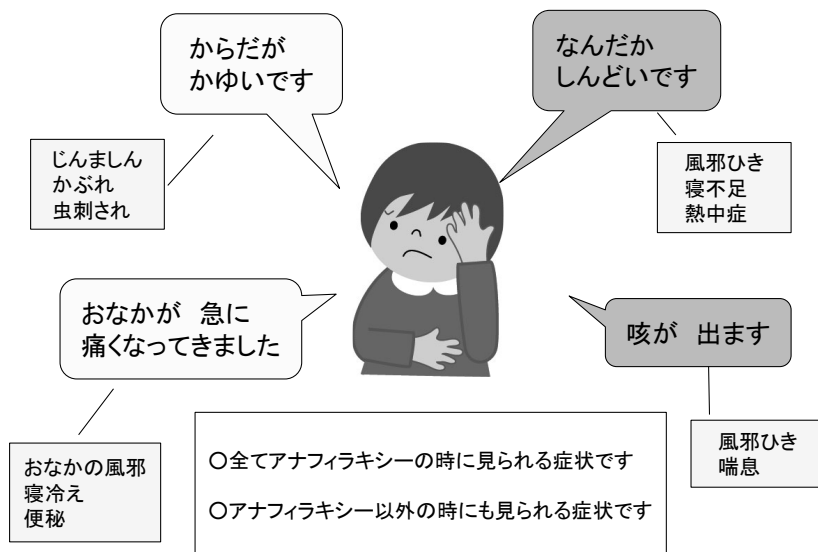 からだが
かゆいです
なんだか
しんどいです
じんましん
かぶれ
虫刺され
風邪ひき
寝不足
熱中症
おなかが 急に
痛くなってきました
咳が 出ます
おなかの風邪
寝冷え
便秘
風邪ひき
喘息
○全てアナフィラキシーの時に見られる症状です
○アナフィラキシー以外の時にも見られる症状です